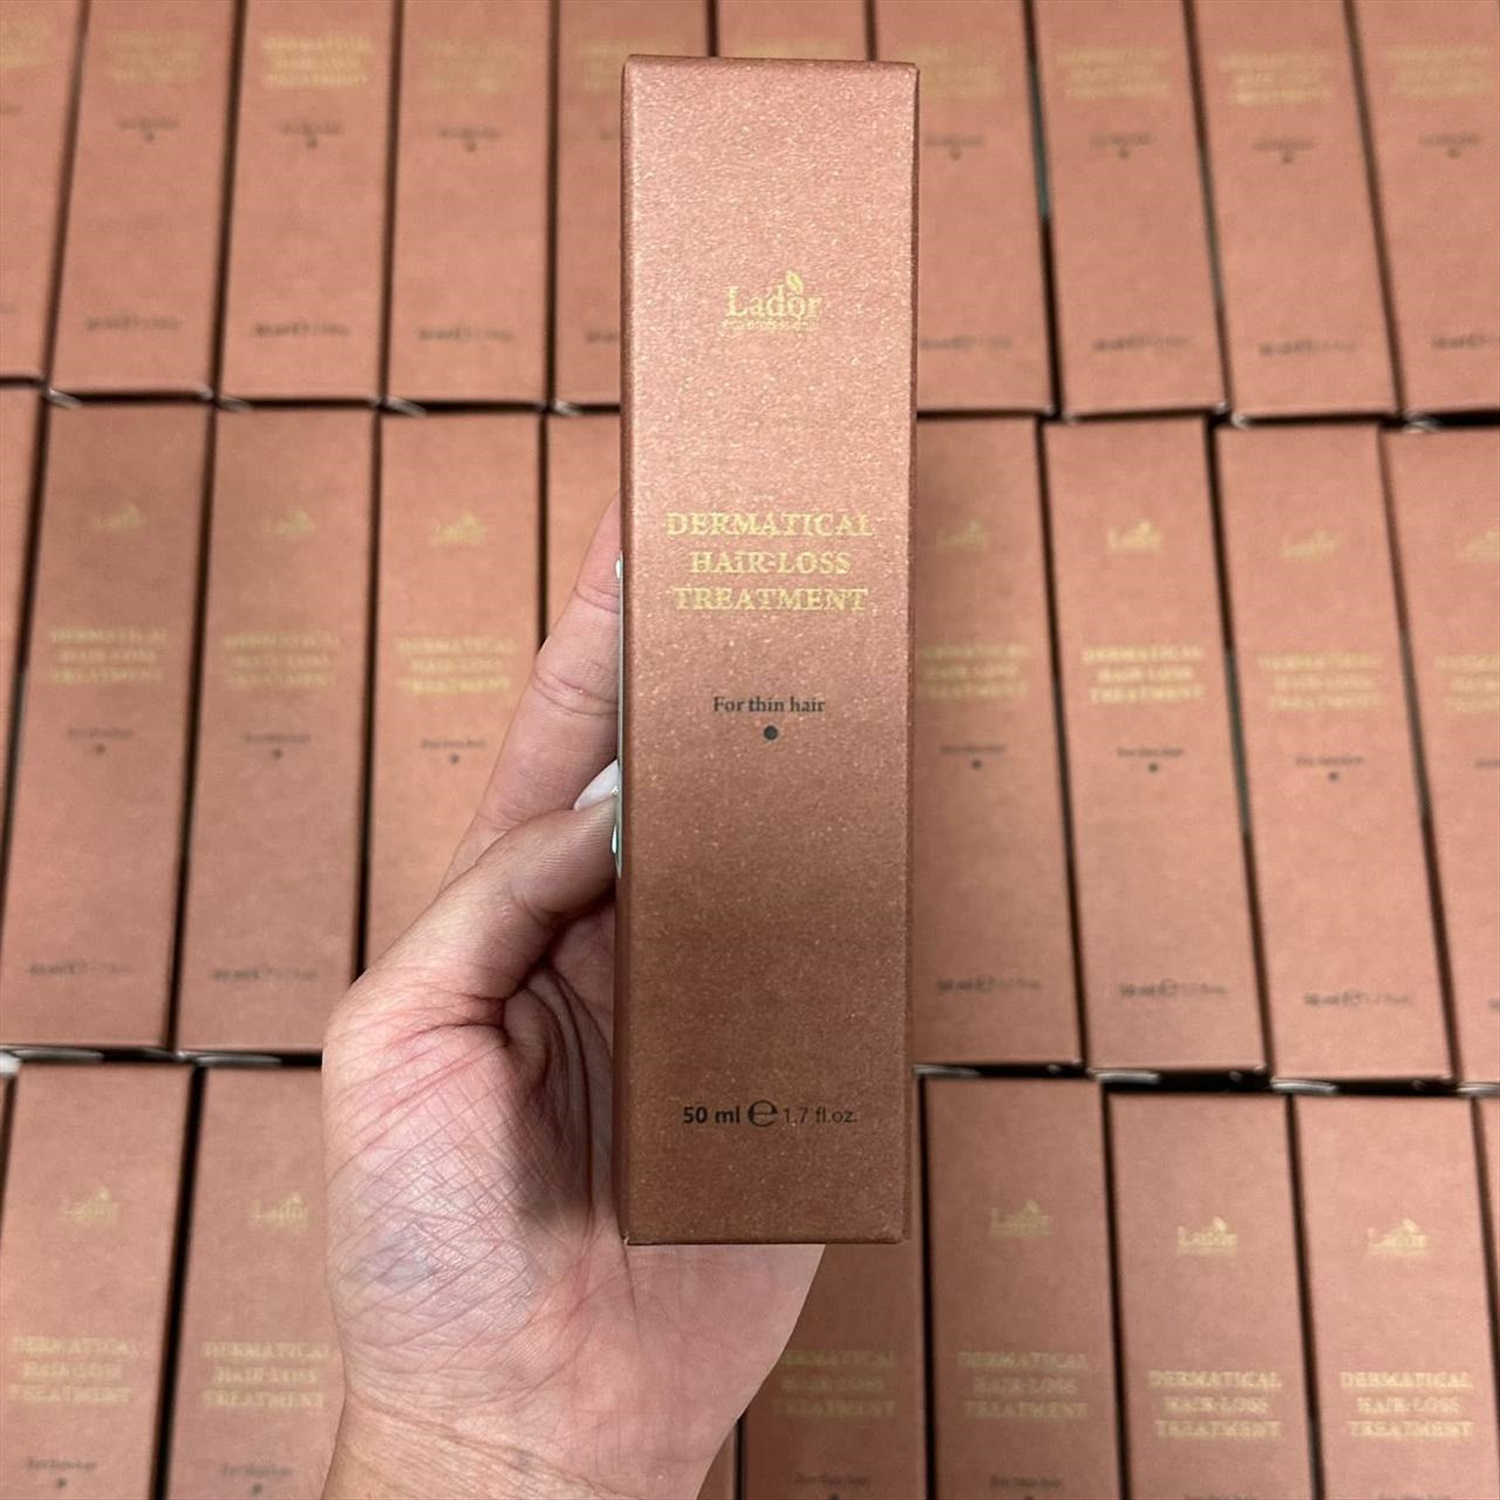 Lador
DERMATICAL
HAIR-LOSS
TREATMENT
For thin hair
50 ml ℮ 1.7 fl.oz.